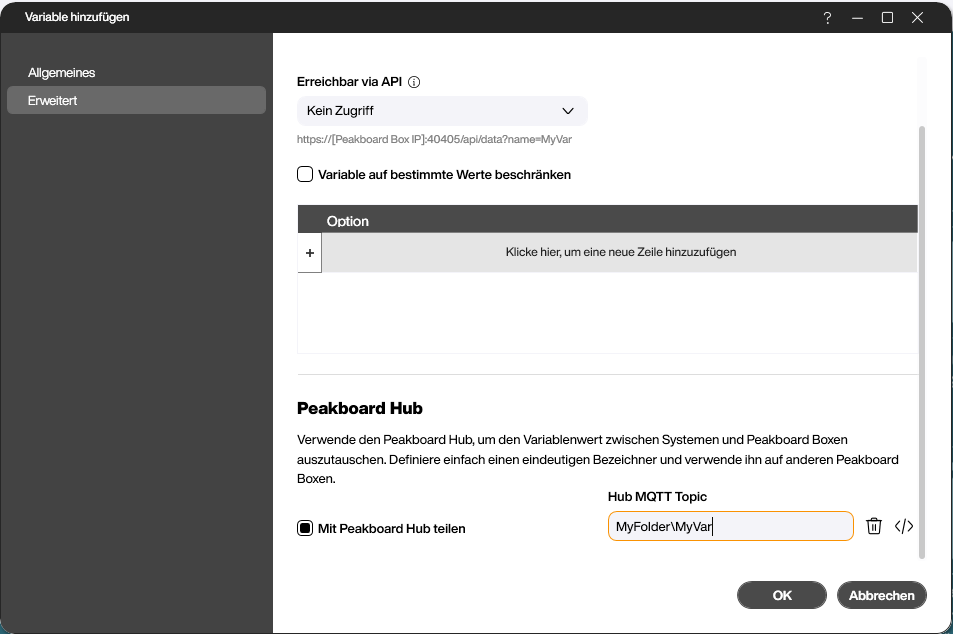 Variable hinzufügen
?
Allgemeines
Erweitert
Erreichbar via API
Kein Zugriff
https://[Peakboard Box IP]:40405/api/data?name=MyVar
Variable auf bestimmte Werte beschränken
Option
+
Klicke hier, um eine neue Zeile hinzuzufügen
Peakboard Hub
Verwende den Peakboard Hub, um den Variablenwert zwischen Systemen und Peakboard Boxen
auszutauschen. Definiere einfach einen eindeutigen Bezeichner und verwende ihn auf anderen Peakboard
Boxen.
Hub MQTT Topic
Mit Peakboard Hub teilen
MyFolder\MyVar
OK
Abbrechen